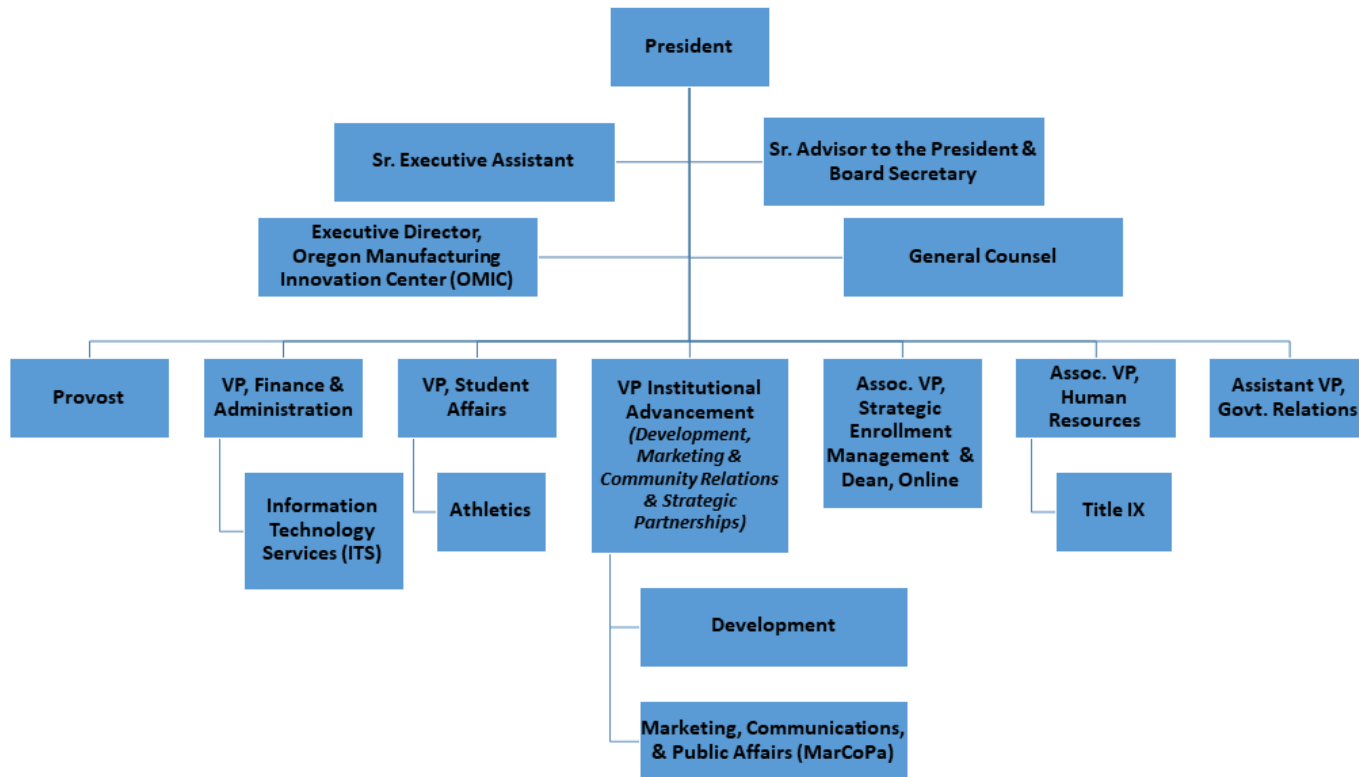 President
Sr. Executive Assistant
Sr. Advisor to the President &
Board Secretary
Executive Director,
Oregon Manufacturing
Innovation Center (OMIC)
General Counsel
Provost
VP, Finance &
Administration
VP, Student
Affairs
VP Institutional
Advancement
(Development,
Marketing &
Community Relations
& Strategic
Partnerships)
Assoc. VP,
Strategic
Enrollment
Management &
Dean, Online
Assoc. VP,
Human
Resources
Assistant VP,
Govt. Relations
Information
Technology
Services (ITS)
Athletics
Title IX
Development
Marketing, Communications,
& Public Affairs (MarCoPa)